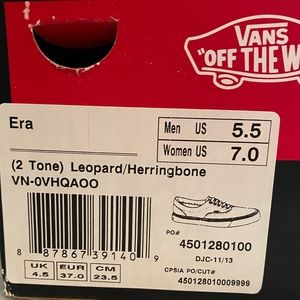 VANS
"OFF THE W
Era
Men US 5.5
Women US 7.0
(2 Tone) Leopard/Herringbone
VN-0VHQAOO
8 87867 39140 9
PO#
4501280100
DJC-11/13
CPSIA PO/CUT#
450128010009999
UK EUR CM
4.5 37.0 23.5